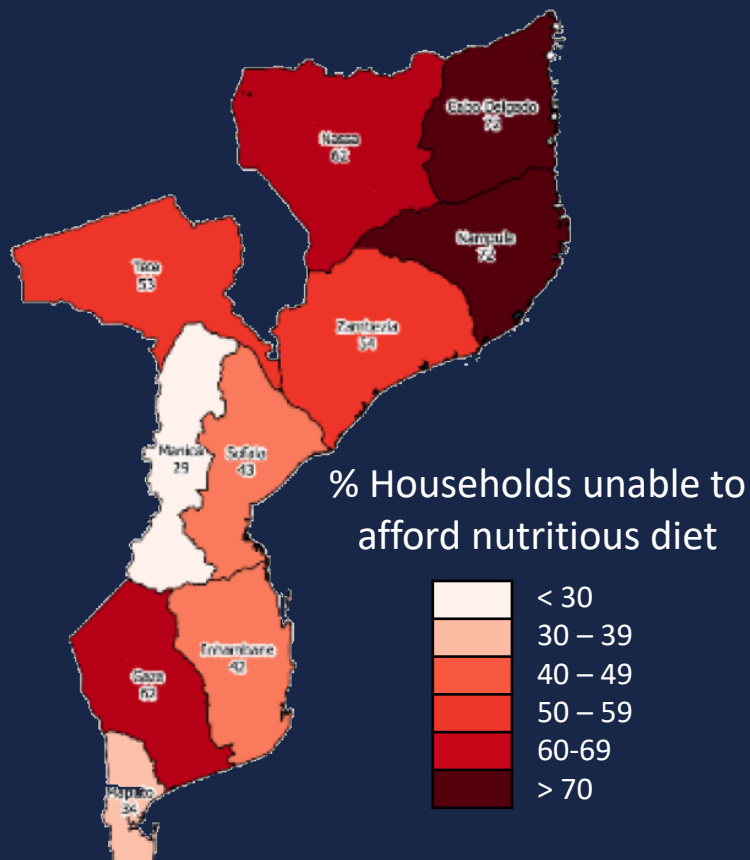 Cabo Delgado
Niassa
62
Nampula
Tete
53
Zambezia
54
Manica
29
Sofala
43
% Households unable to
afford nutritious diet
< 30
30 – 39
40 – 49
50 – 59
60-69
> 70
Inhambane
42
Gaza
62
Maputo
34